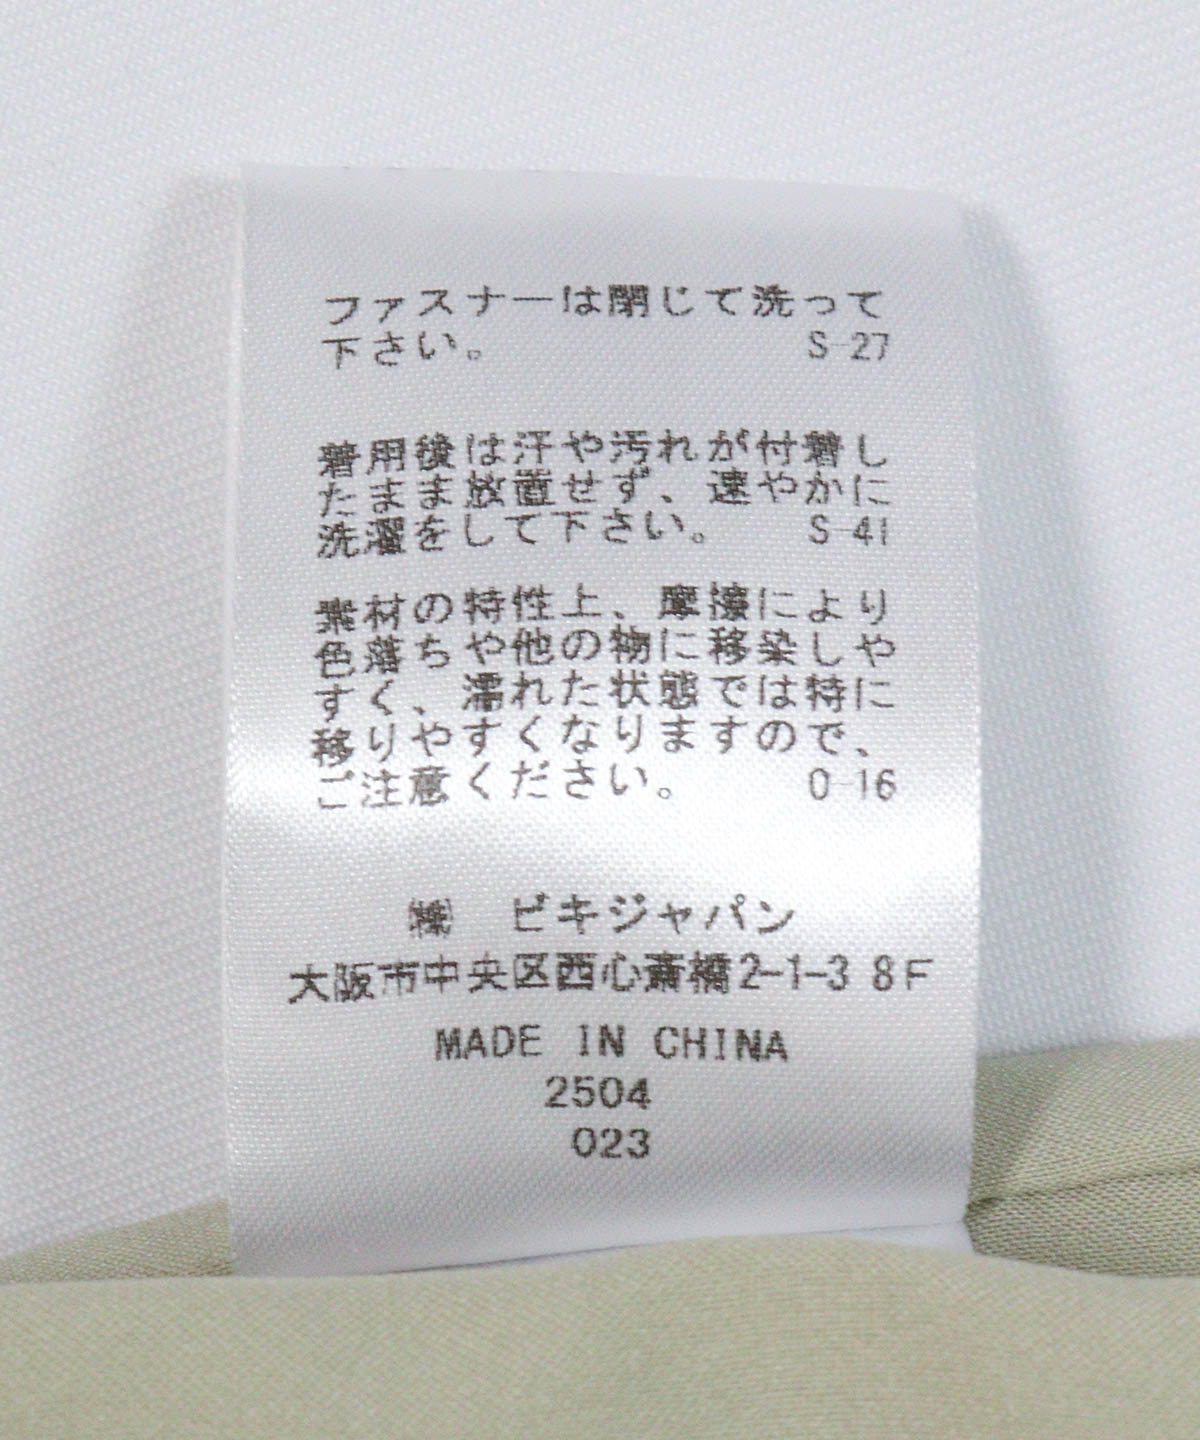 ファスナーは閉じて洗って
下さい。 S-27
着用後は汗や汚れが付着し
たまま放置せず、速やかに
洗濯をして下さい。 S-41
素材の特性上、摩擦により
色落ちや他の物に移染しや
すく、濡れた状態では特に
移りやすくなりますので、
ご注意ください。 0-16
㈱ ビキジャパン
大阪市中央区西心斎橋2-1-3 8F
MADE IN CHINA
2504
023